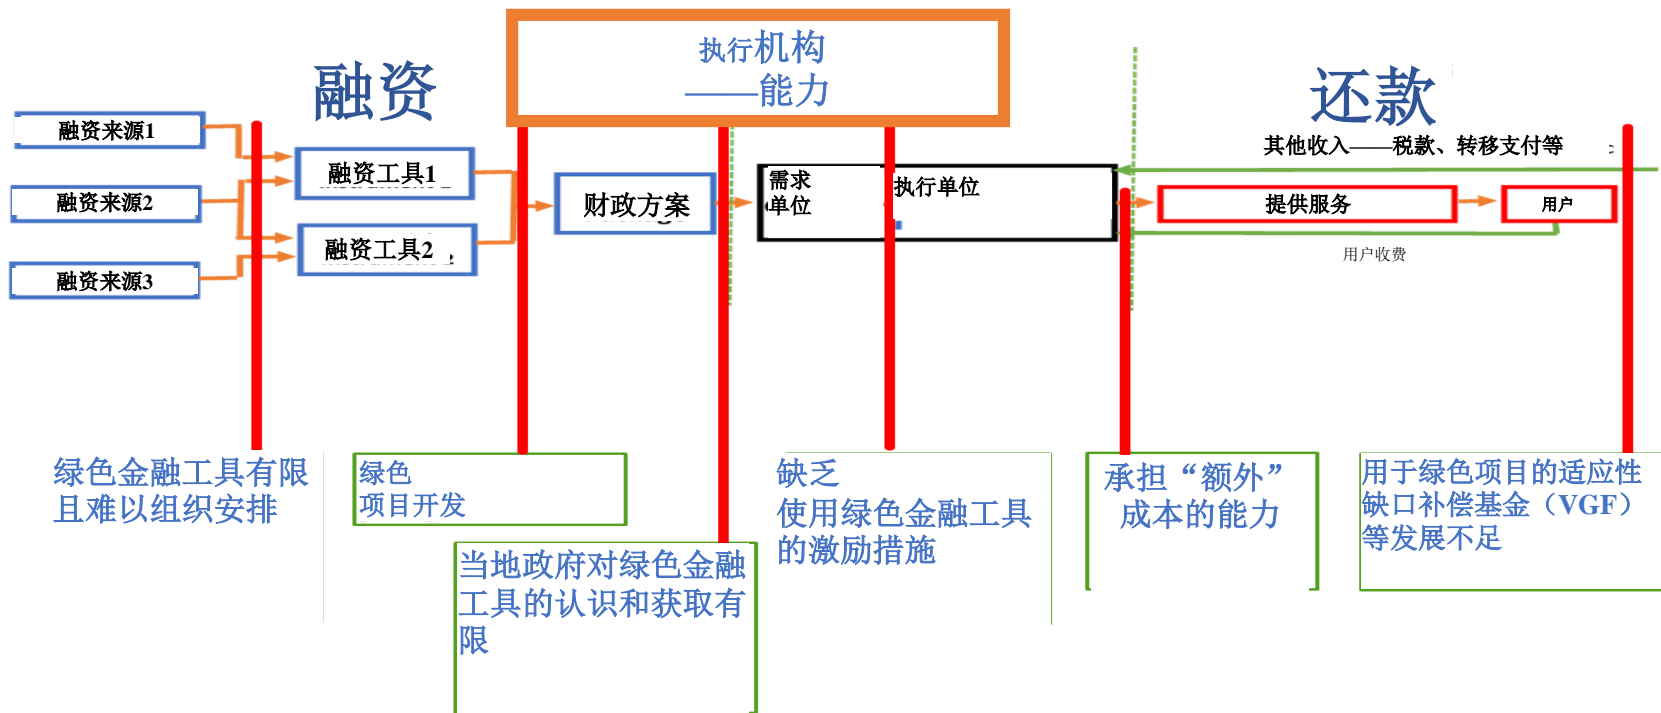 执行机构
——能力
融资
还款
其他收入——税款、转移支付等
融资来源1
融资来源2
融资来源3
融资工具1
融资工具2
财政方案
需求
单位
执行单位
提供服务
用户
用户收费
绿色金融工具有限
且难以组织安排
绿色
项目开发
当地政府对绿色金融
工具的认识和获取有
限
缺乏
使用绿色金融工具
的激励措施
承担“额外”
成本的能力
用于绿色项目的适应性
缺口补偿基金（VGF）
等发展不足